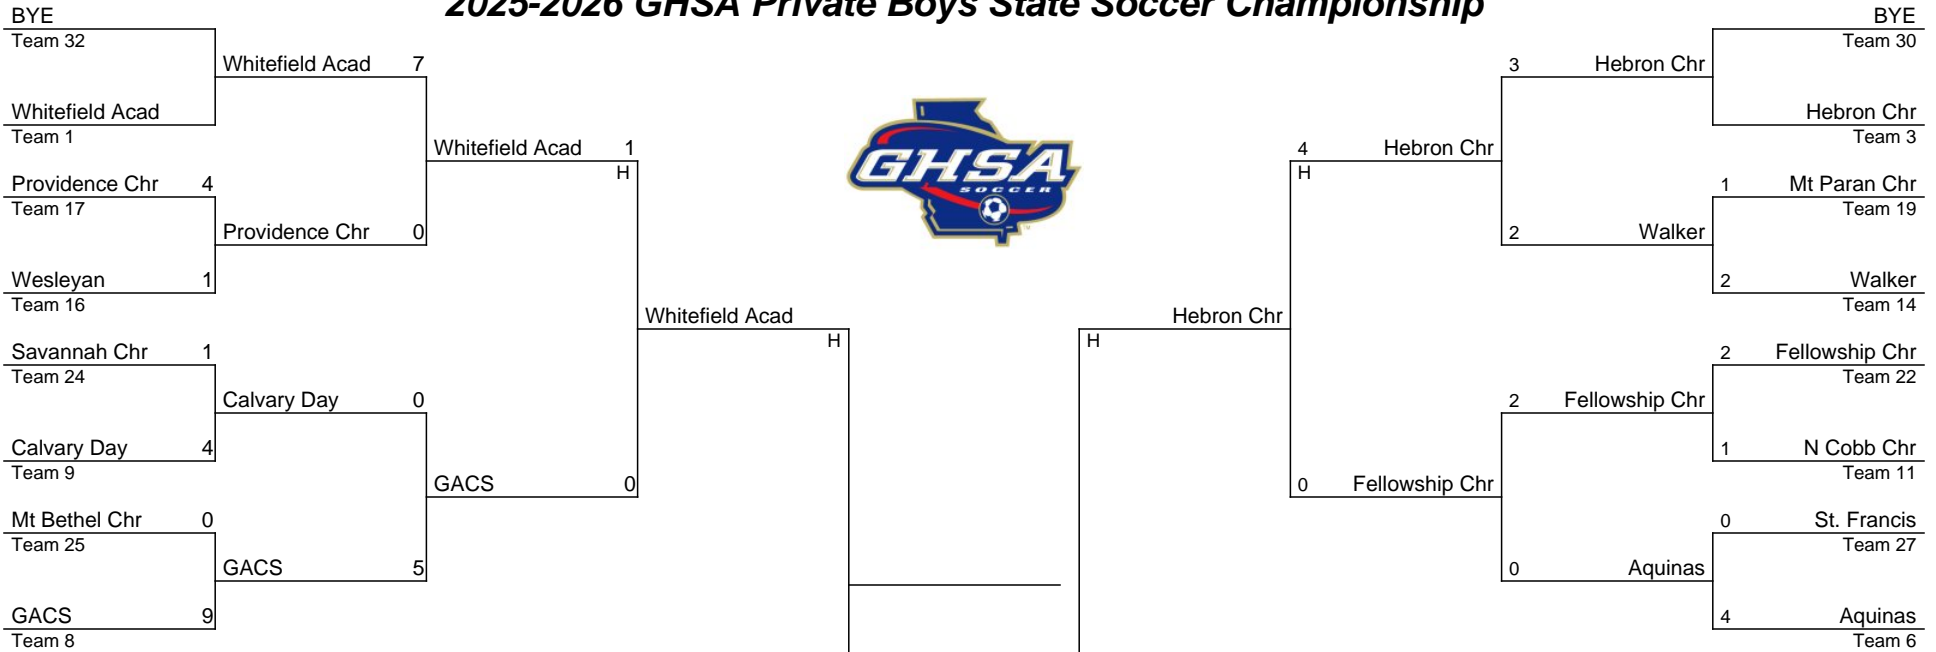 2025-2026 GHSA Private Boys State Soccer Championship
BYE
Team 32
Whitefield Acad 7
Whitefield Acad
Team 1
Whitefield Acad 1
H
Providence Chr 4
Team 17
Providence Chr 0
Wesleyan 1
Team 16
Whitefield Acad
H
Savannah Chr 1
Team 24
Calvary Day 0
Calvary Day 4
Team 9
GACS 0
Mt Bethel Chr 0
Team 25
GACS 5
GACS 9
Team 8
GHSA
SOCCER
BYE
Team 30
3 Hebron Chr
Hebron Chr
Team 3
4 Hebron Chr
H
1 Mt Paran Chr
Team 19
2 Walker
2 Walker
Team 14
Hebron Chr
H
2 Fellowship Chr
Team 22
2 Fellowship Chr
1 N Cobb Chr
Team 11
0 Fellowship Chr
0 St. Francis
Team 27
0 Aquinas
4 Aquinas
Team 6